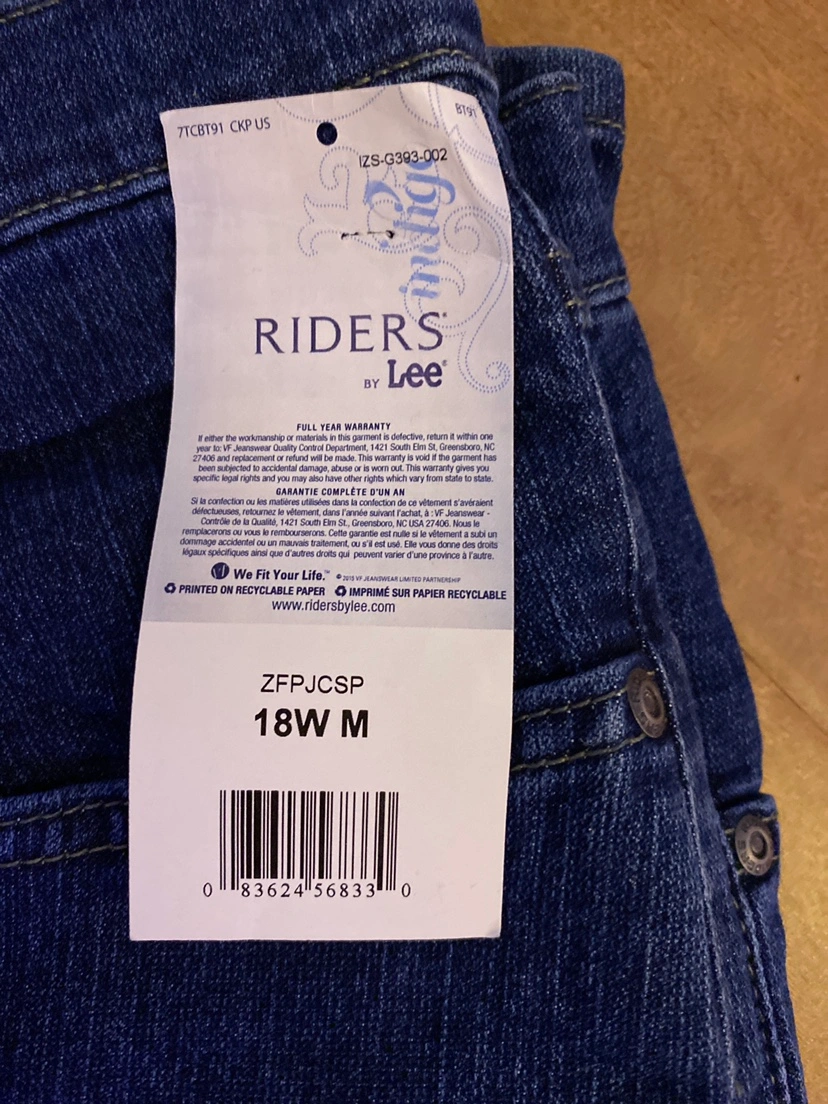 7TCBT91 CKP US
BT91
IZS-G393-002
indigo
RIDERS®
BY Lee®
FULL YEAR WARRANTY
If either the workmanship or materials in this garment is defective, return it within one
year to: VF Jeanswear Quality Control Department, 1421 South Elm St, Greensboro, NC
27406 and replacement or refund will be made. This warranty is void if the garment has
been subjected to accidental damage, abuse or is worn out. This warranty gives you
specific legal rights and you may also have other rights which vary from state to state.
GARANTIE COMPLÈTE D'UN AN
Si la confection ou les matières utilisées dans la confection de ce vêtement s'avéraient
défectueuses, retournez le vêtement, dans l'année suivant l'achat, à : VF Jeanswear -
Contrôle de la Qualité, 1421 South Elm St., Greensboro, NC USA 27406. Nous le
remplacerons ou vous le rembourserons. Cette garantie est nulle si le vêtement a subi un
dommage accidentel ou un mauvais traitement, ou s'il est usé. Elle vous donne des droits
légaux spécifiques ainsi que d'autres droits qui peuvent varier d'une province à l'autre.
We Fit Your Life.™ © 2015 VF JEANSWEAR LIMITED PARTNERSHIP
PRINTED ON RECYCLABLE PAPER IMPRIMÉ SUR PAPIER RECYCLABLE
www.ridersbylee.com
ZFPJCSP
18W M
0 83624 56833 0